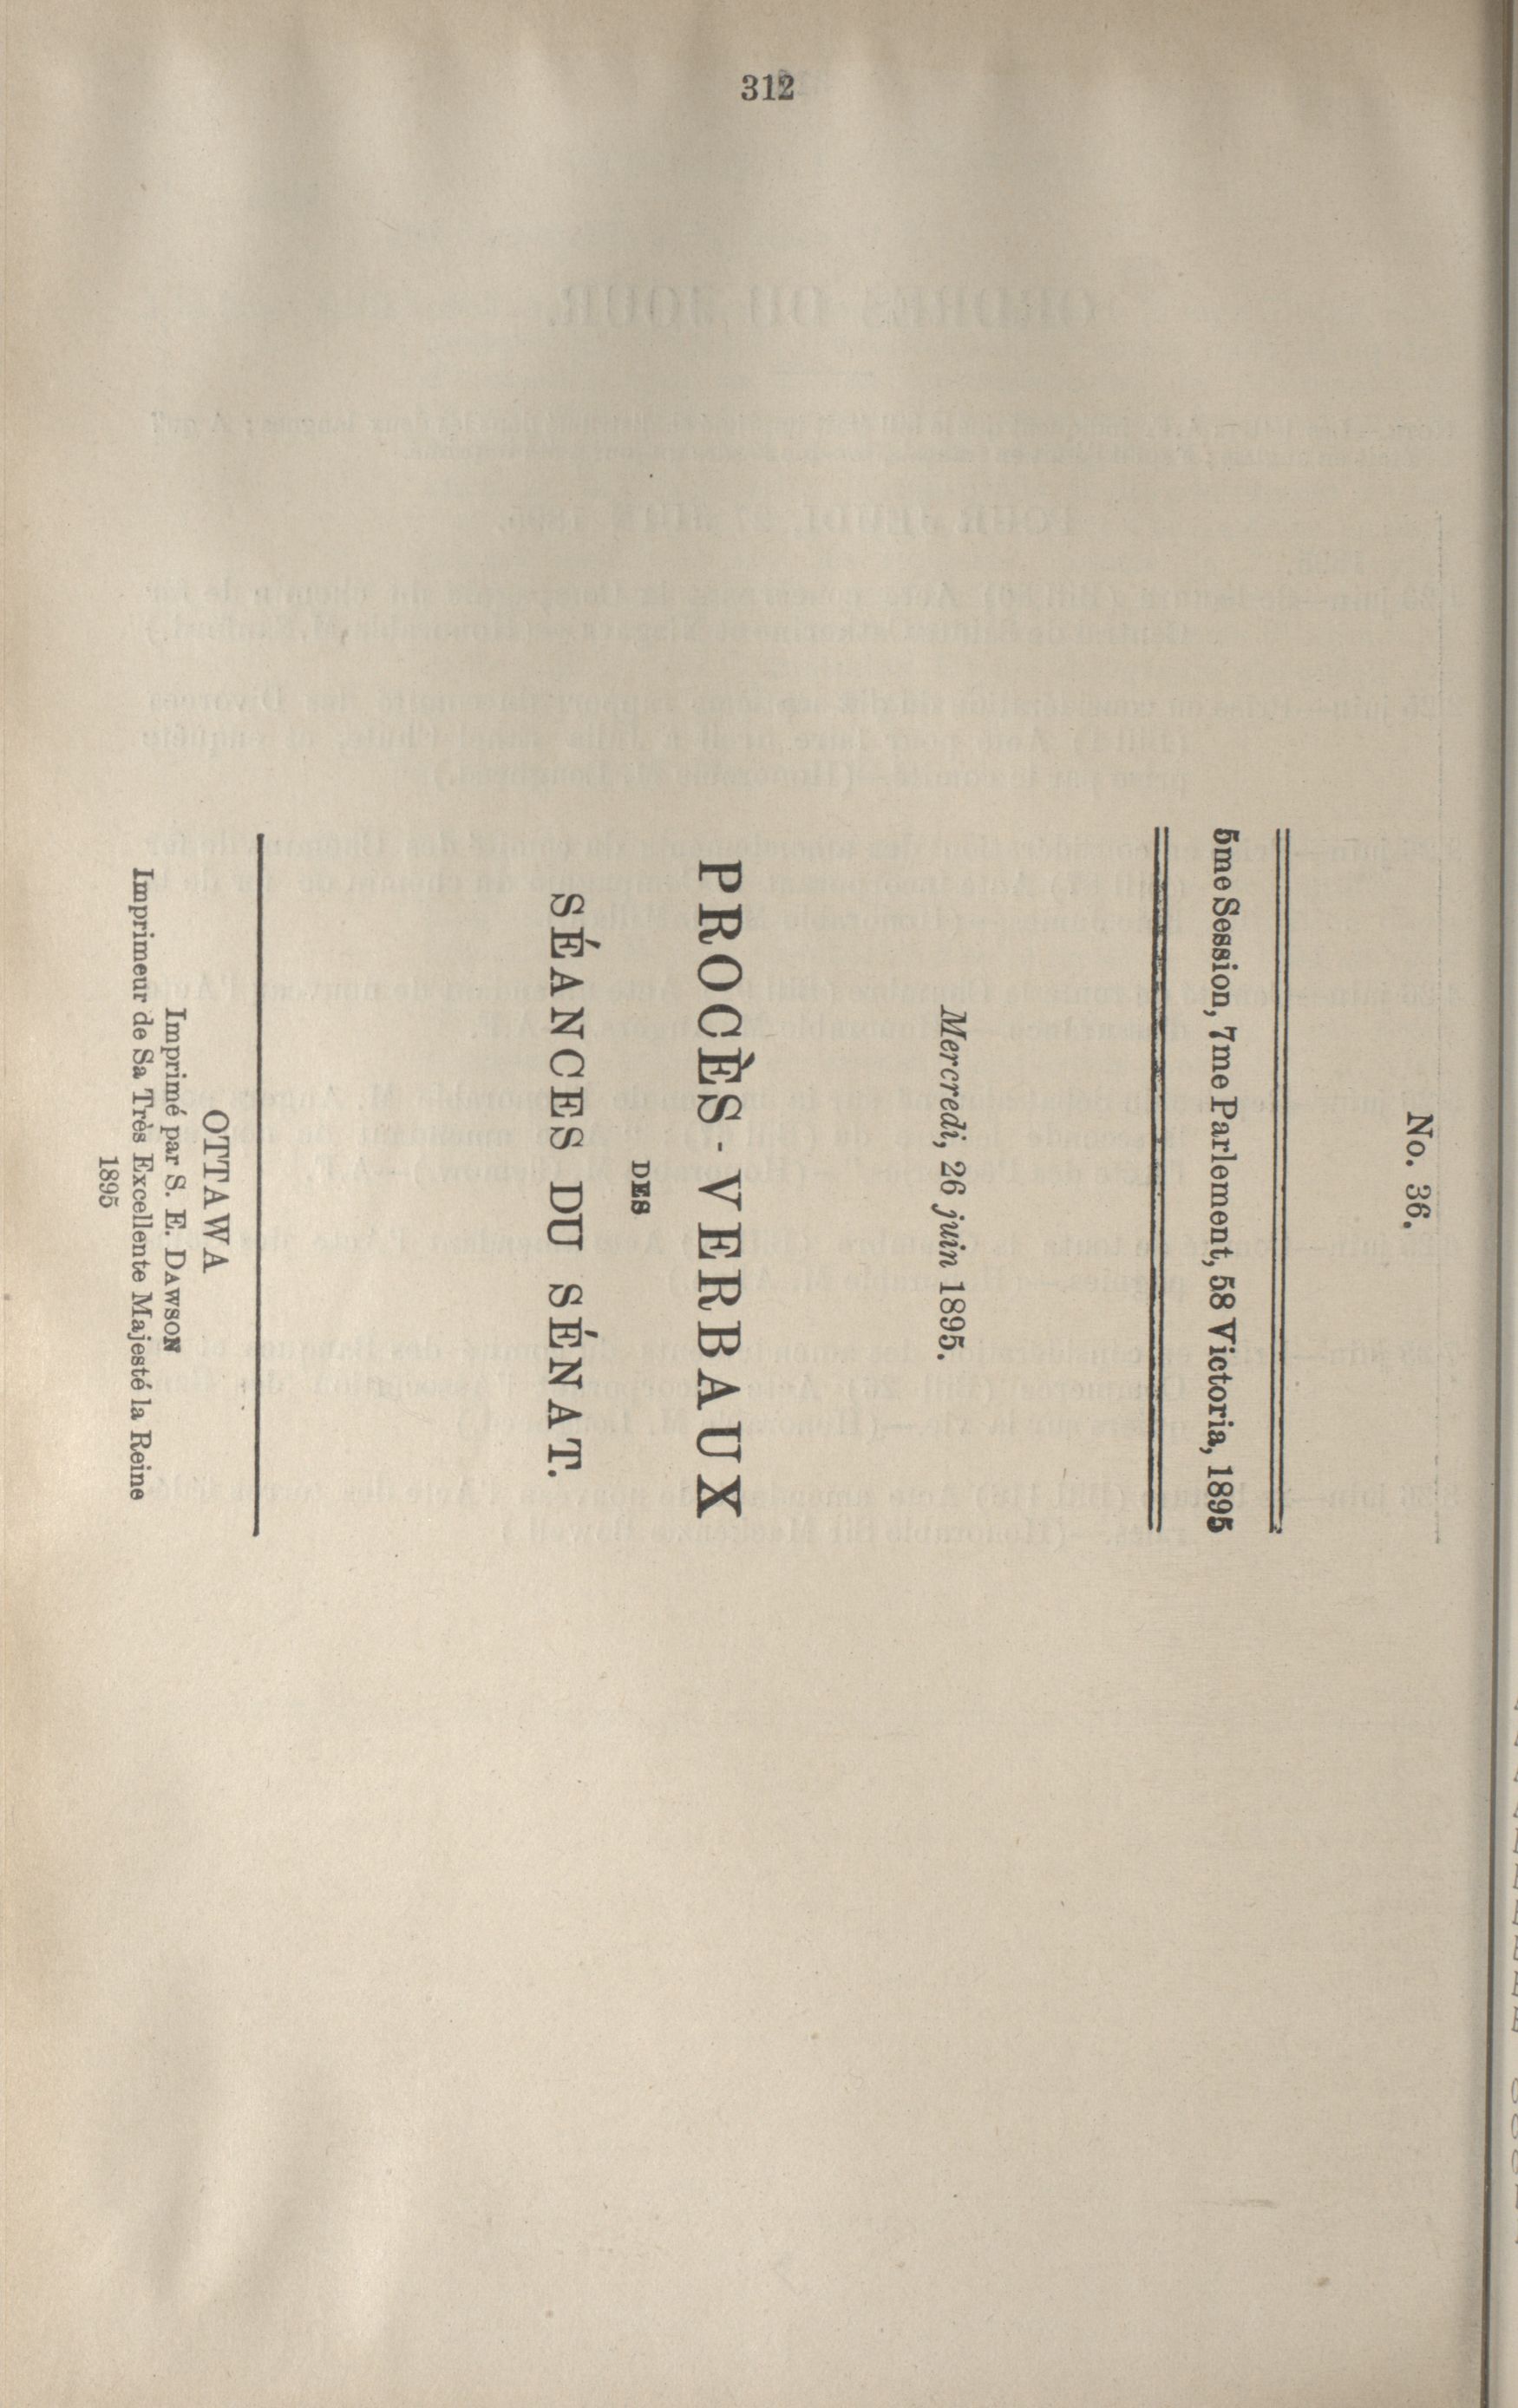 312
No. 36.
5me Session, 7me Parlement, 58 Victoria, 1895
Mercredi, 26 juin 1895.
PROCÈS-VERBAUX
DES
SÉANCES DU SÉNAT.
OTTAWA
Imprimé par S. E. DAWSON
Imprimeur de Sa Très Excellente Majesté la Reine
1895